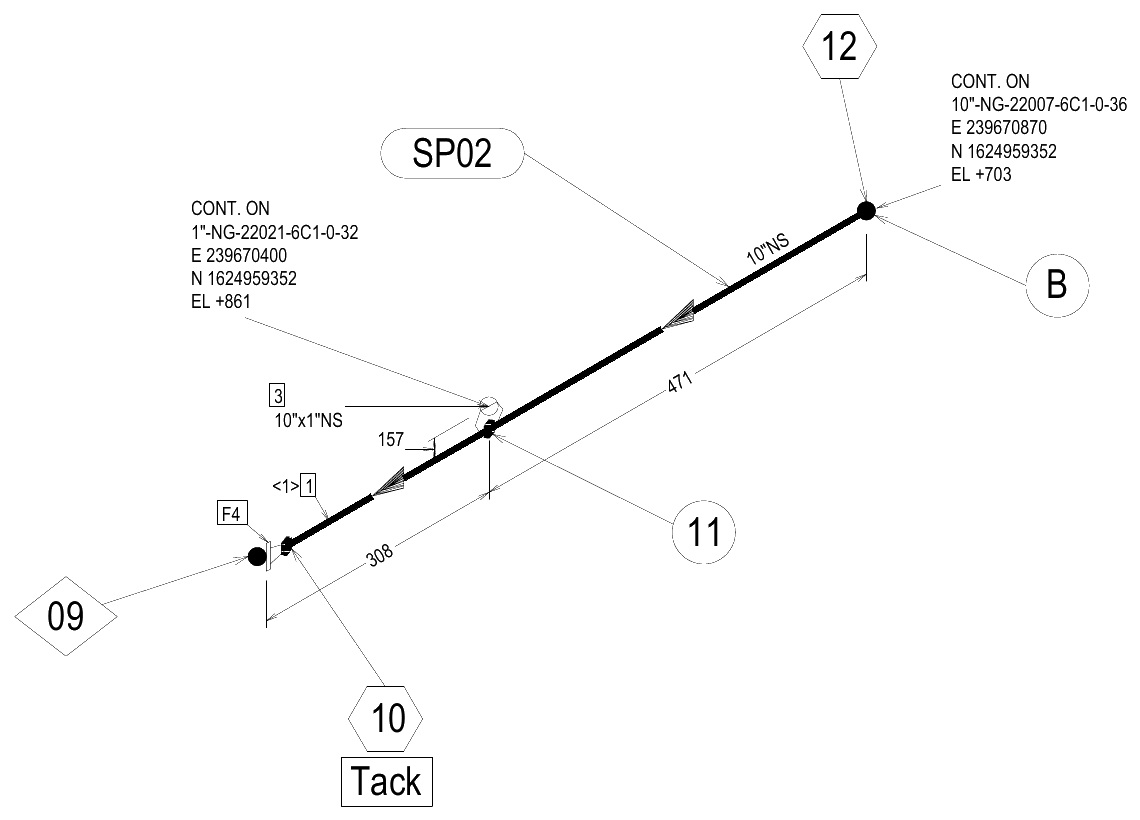 12
CONT. ON
10"-NG-22007-6C1-0-36
E 239670870
N 1624959352
EL +703
SP02
CONT. ON
1"-NG-22021-6C1-0-32
E 239670400
N 1624959352
EL +861
10"NS
B
471
3
10"x1"NS
157
<1> 1
F4
11
308
09
10
Tack